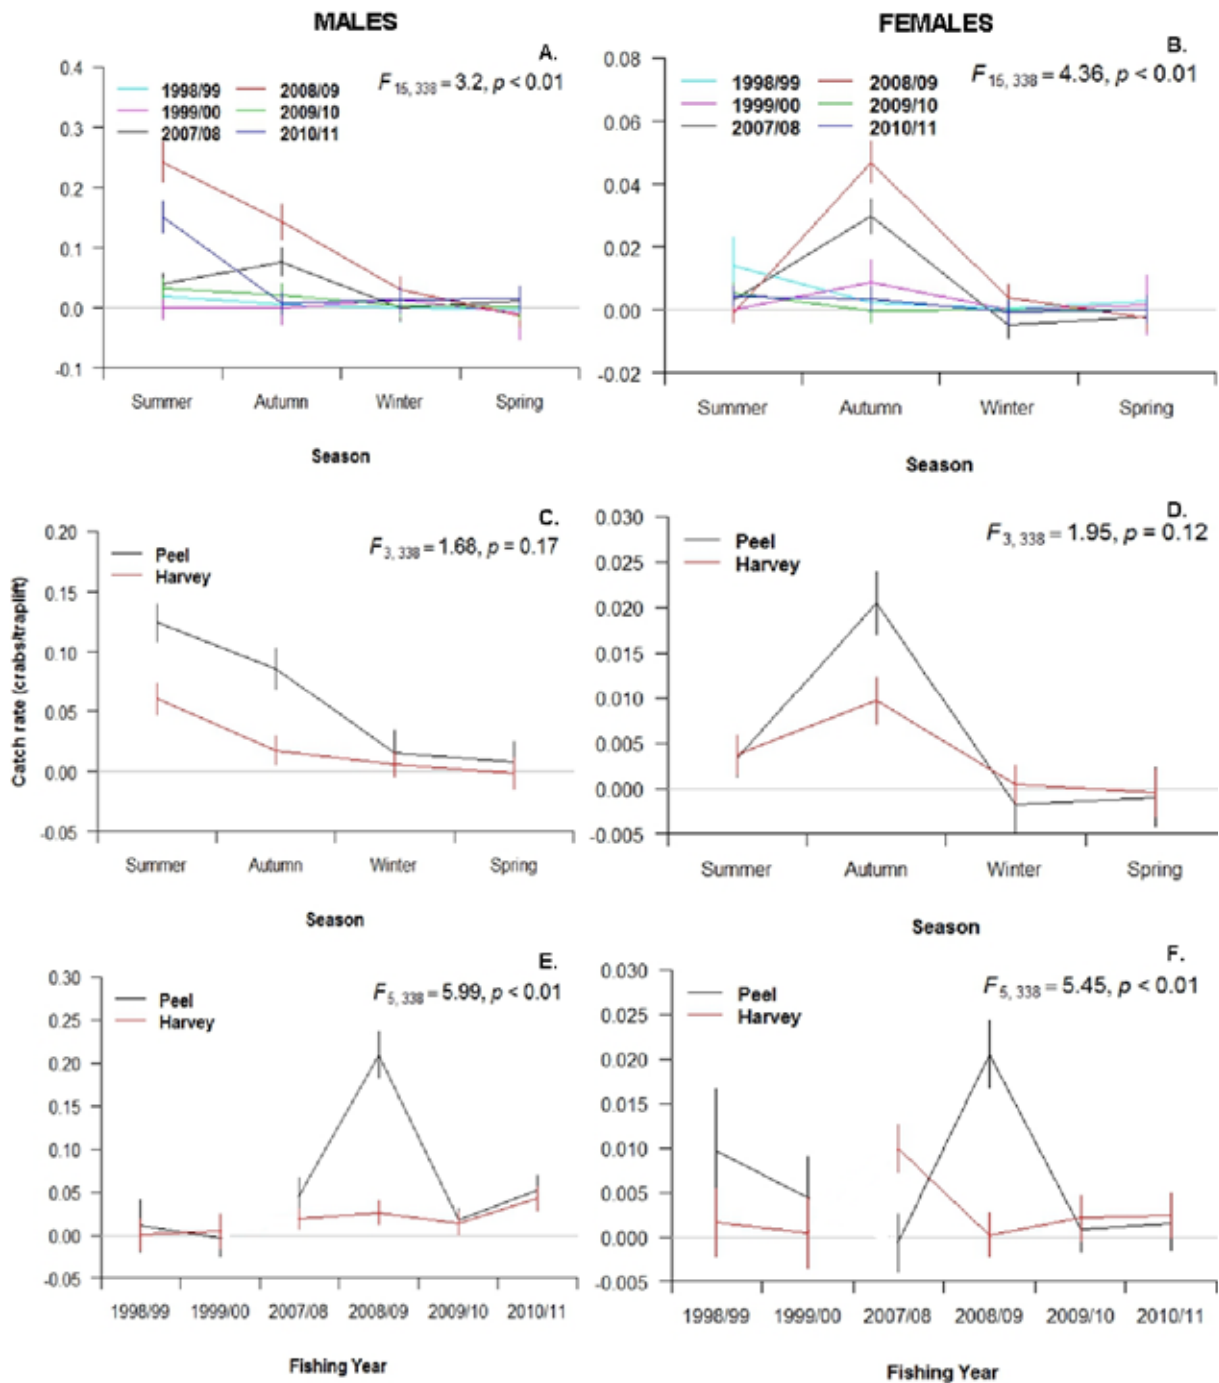 MALES
A.
F15, 338 = 3.2, p < 0.01
1998/99
1999/00
2007/08
2008/09
2009/10
2010/11
0.4
0.3
0.2
0.1
0.0
-0.1
Summer Autumn Winter Spring
Season
FEMALES
B.
F15, 338 = 4.36, p < 0.01
1998/99
1999/00
2007/08
2008/09
2009/10
2010/11
0.08
0.06
0.04
0.02
0.00
-0.02
Summer Autumn Winter Spring
Season
C.
F3, 338 = 1.68, p = 0.17
Peel
Harvey
Catch rate (crabs/traplift)
0.20
0.15
0.10
0.05
0.00
-0.05
Summer Autumn Winter Spring
Season
D.
F3, 338 = 1.95, p = 0.12
Peel
Harvey
0.030
0.025
0.020
0.015
0.010
0.005
0.000
-0.005
Summer Autumn Winter Spring
Season
E.
F5, 338 = 5.99, p < 0.01
Peel
Harvey
0.30
0.25
0.20
0.15
0.10
0.05
0.00
-0.05
1998/99 1999/00 2007/08 2008/09 2009/10 2010/11
Fishing Year
F.
F5, 338 = 5.45, p < 0.01
Peel
Harvey
0.030
0.025
0.020
0.015
0.010
0.005
0.000
-0.005
1998/99 1999/00 2007/08 2008/09 2009/10 2010/11
Fishing Year